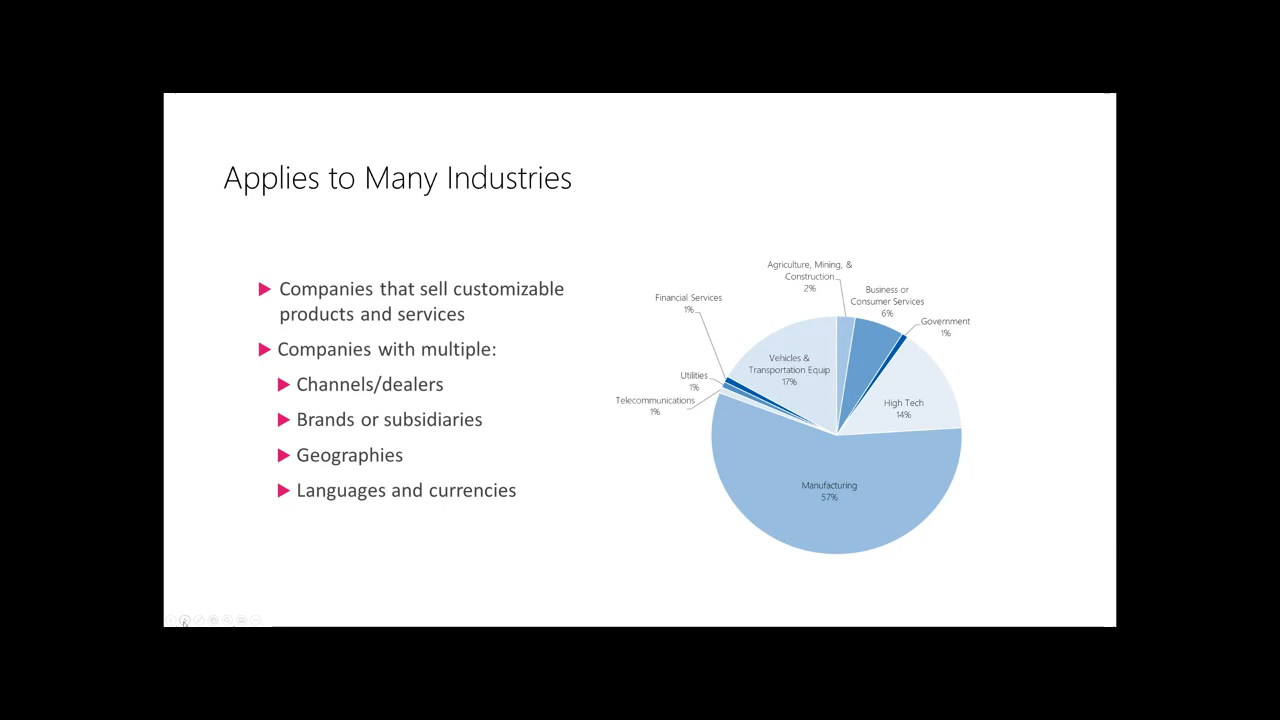 Applies to Many Industries
Companies that sell customizable
products and services
Companies with multiple:
Channels/dealers
Brands or subsidiaries
Geographies
Languages and currencies
Agriculture, Mining, &
Construction
2%
Business or
Consumer Services
6%
Government
1%
High Tech
14%
Manufacturing
57%
Telecommunications
1%
Utilities
1%
Financial Services
1%
Vehicles &
Transportation Equip
17%